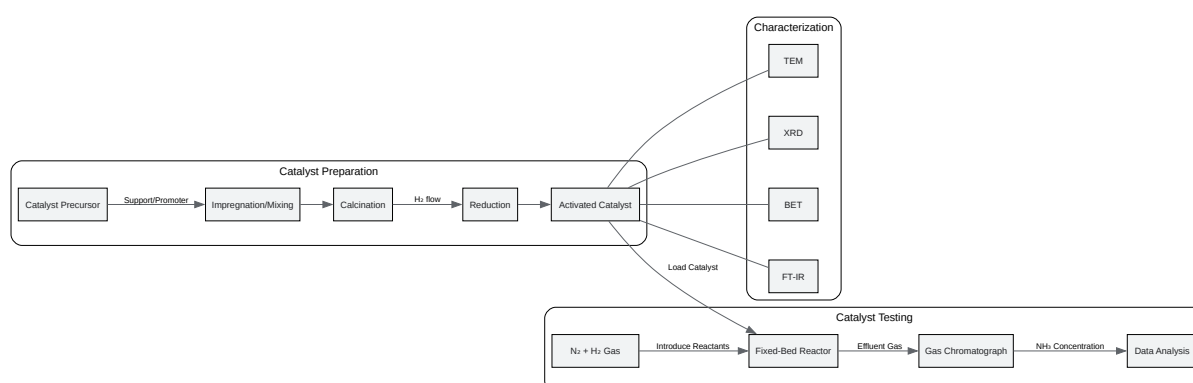 Characterization
TEM
XRD
BET
FT-IR
Catalyst Preparation
Catalyst Precursor
Support/Promoter
Impregnation/Mixing
Calcination
H₂ flow
Reduction
Activated Catalyst
Load Catalyst
Catalyst Testing
N₂ + H₂ Gas
Introduce Reactants
Fixed-Bed Reactor
Effluent Gas
Gas Chromatograph
NH₃ Concentration
Data Analysis